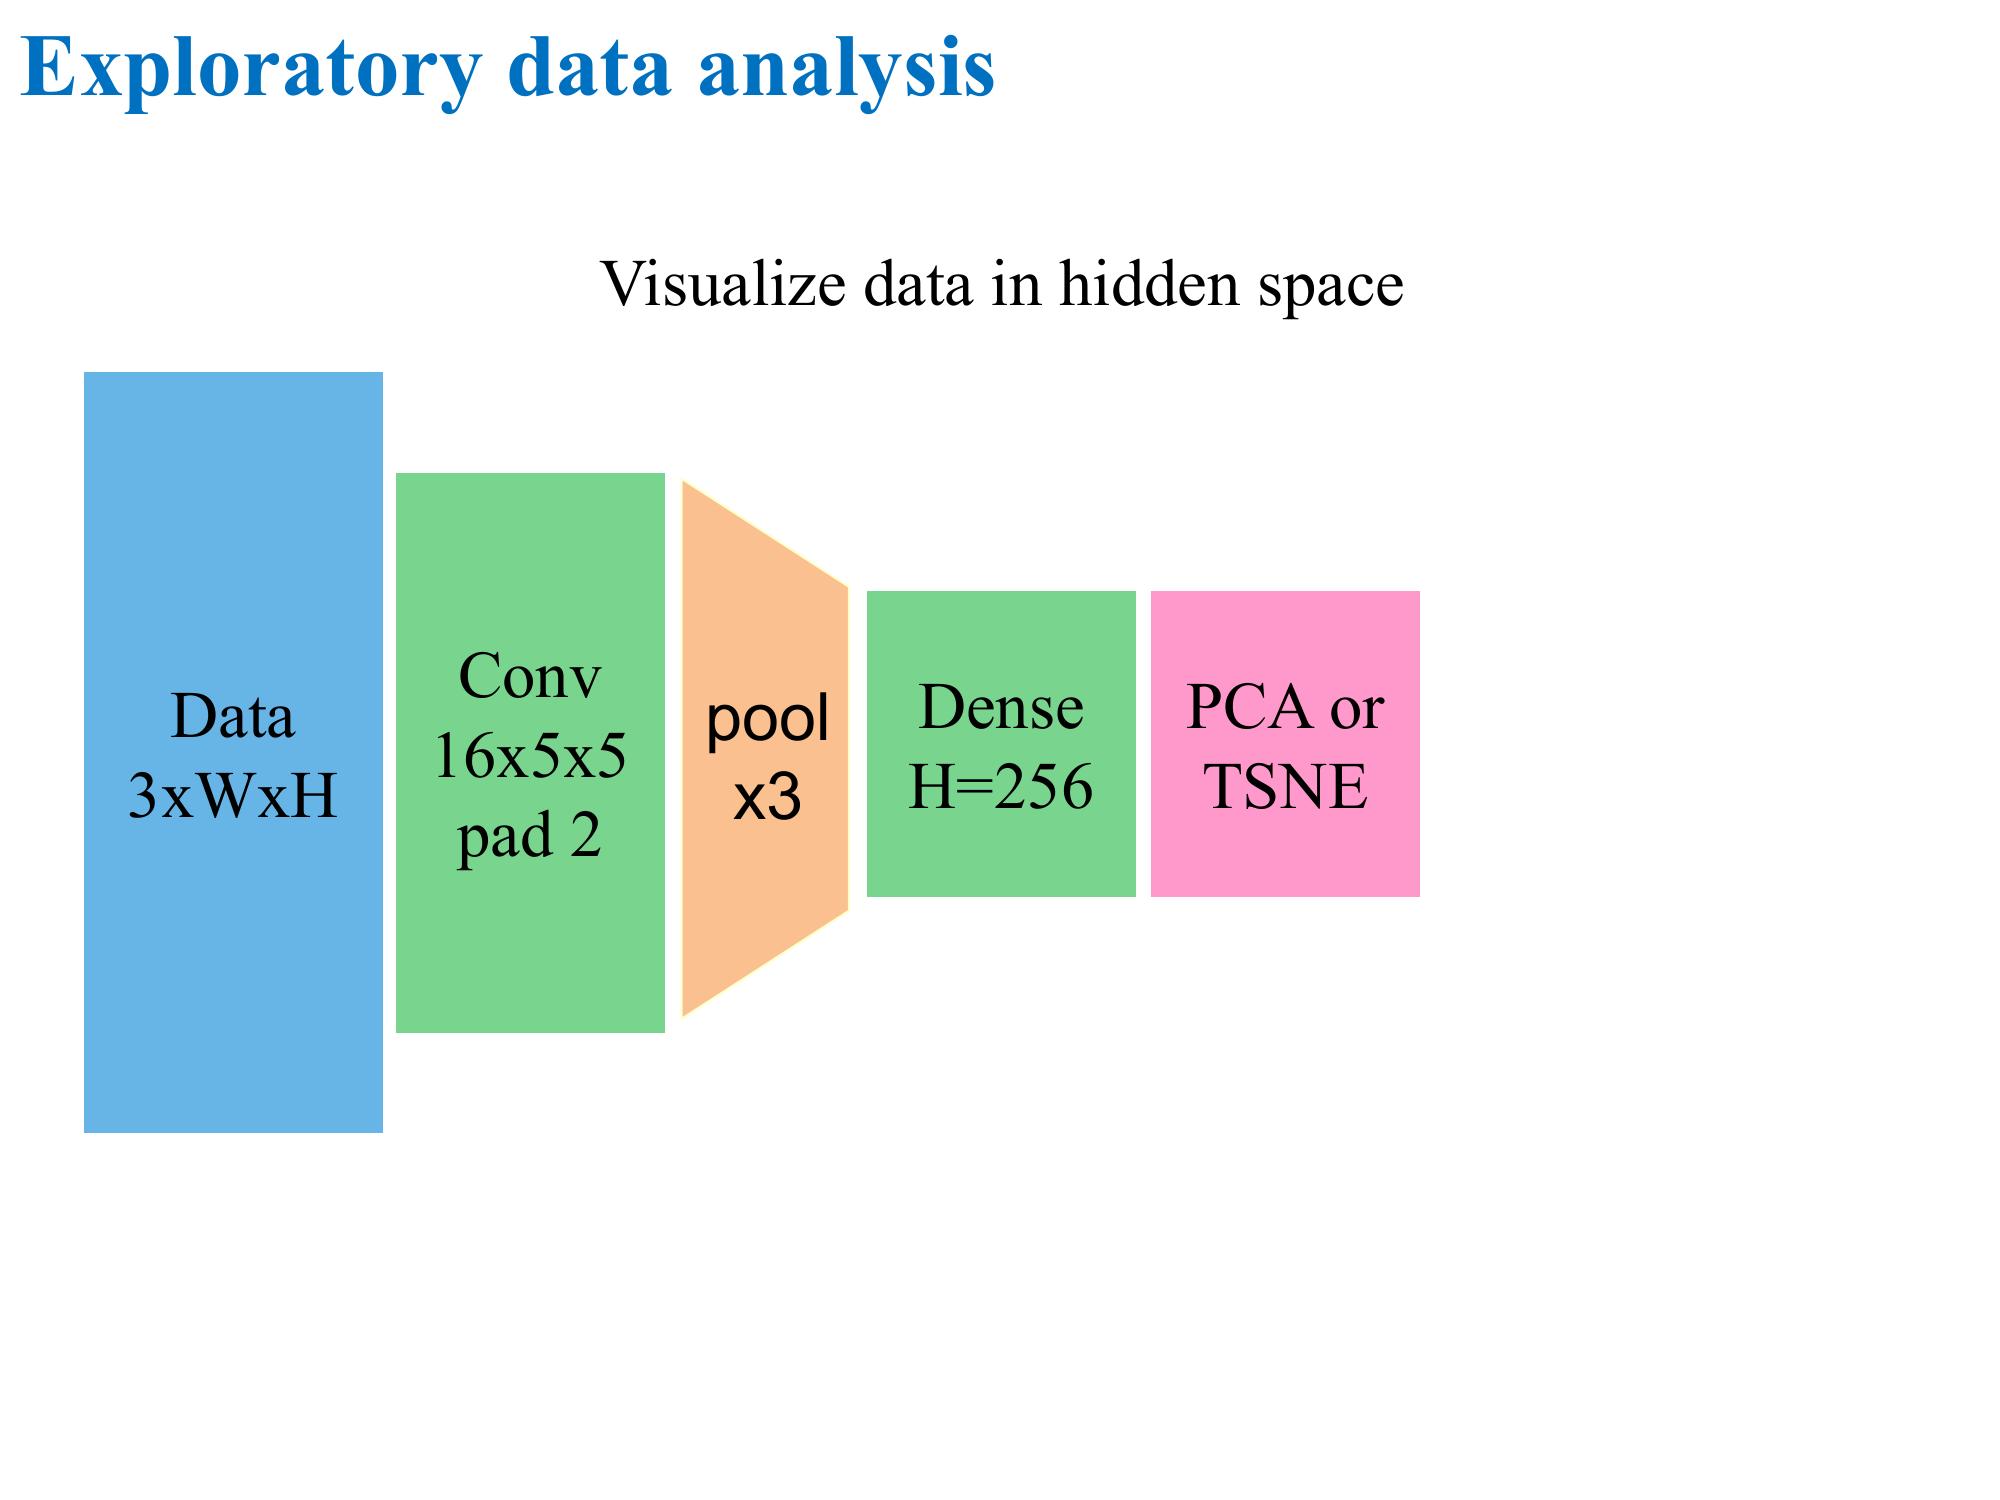 Exploratory data analysis
Visualize data in hidden space
Data
3xWxH
Conv
16x5x5
pad 2
pool
x3
Dense
H=256
PCA or
TSNE